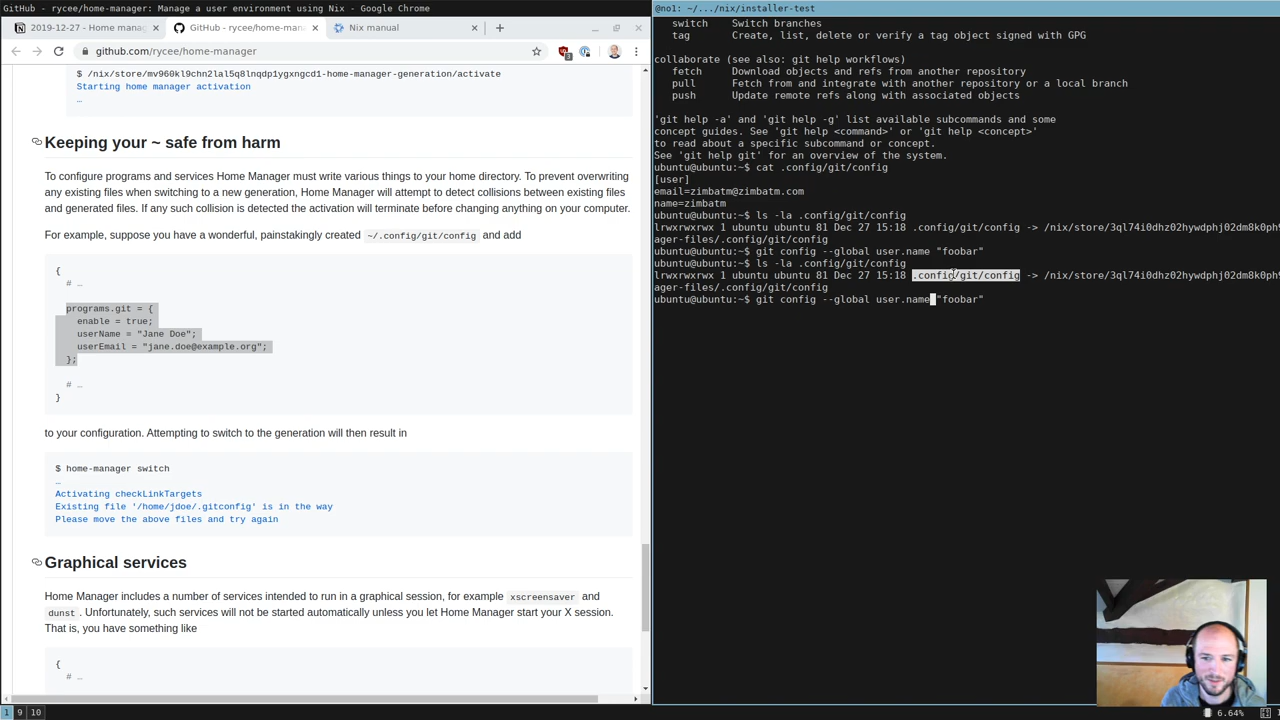 GitHub - rycee/home-manager: Manage a user environment using Nix - Google Chrome
2019-12-27 - Home manag
GitHub - rycee/home-man
Nix manual
github.com/rycee/home-manager
$ /nix/store/mv960kl9chn2lal5q8lnqdp1ygxngcd1-home-manager-generation/activate
Starting home manager activation
…
Keeping your ~ safe from harm
To configure programs and services Home Manager must write various things to your home directory. To prevent overwriting
any existing files when switching to a new generation, Home Manager will attempt to detect collisions between existing files
and generated files. If any such collision is detected the activation will terminate before changing anything on your computer.
For example, suppose you have a wonderful, painstakingly created ~/.config/git/config and add
{
# …
programs.git = {
enable = true;
userName = "Jane Doe";
userEmail = "jane.doe@example.org";
};
# …
}
to your configuration. Attempting to switch to the generation will then result in
$ home-manager switch
…
Activating checkLinkTargets
Existing file '/home/jdoe/.gitconfig' is in the way
Please move the above files and try again
Graphical services
Home Manager includes a number of services intended to run in a graphical session, for example xscreensaver and
dunst . Unfortunately, such services will not be started automatically unless you let Home Manager start your X session.
That is, you have something like
{
# …
1 9 10
@no1: ~/.../nix/installer-test
switch Switch branches
tag Create, list, delete or verify a tag object signed with GPG
collaborate (see also: git help workflows)
fetch Download objects and refs from another repository
pull Fetch from and integrate with another repository or a local branch
push Update remote refs along with associated objects
'git help -a' and 'git help -g' list available subcommands and some
concept guides. See 'git help <command>' or 'git help <concept>'
to read about a specific subcommand or concept.
See 'git help git' for an overview of the system.
ubuntu@ubuntu:~$ cat .config/git/config
[user]
email=zimbatm@zimbatm.com
name=zimbatm
ubuntu@ubuntu:~$ ls -la .config/git/config
lrwxrwxrwx 1 ubuntu ubuntu 81 Dec 27 15:18 .config/git/config -> /nix/store/3ql74i0dhz02hywdphj02dm8k0ph
ager-files/.config/git/config
ubuntu@ubuntu:~$ git config --global user.name "foobar"
ubuntu@ubuntu:~$ ls -la .config/git/config
lrwxrwxrwx 1 ubuntu ubuntu 81 Dec 27 15:18 .config/git/config -> /nix/store/3ql74i0dhz02hywdphj02dm8k0ph
ager-files/.config/git/config
ubuntu@ubuntu:~$ git config --global user.name "foobar"
6.64%